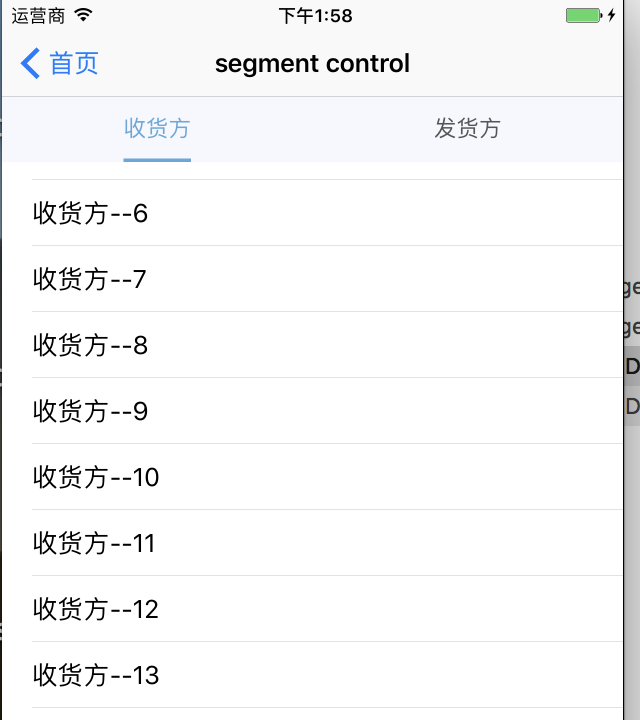 运营商 下午1:58
首页 segment control
收货方 发货方
收货方--6
收货方--7
收货方--8
收货方--9
收货方--10
收货方--11
收货方--12
收货方--13
ge
ge
D
D